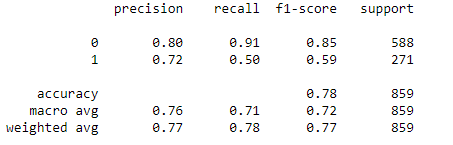 precision recall f1-score support
0 0.80 0.91 0.85 588
1 0.72 0.50 0.59 271
accuracy 0.78 859
macro avg 0.76 0.71 0.72 859
weighted avg 0.77 0.78 0.77 859